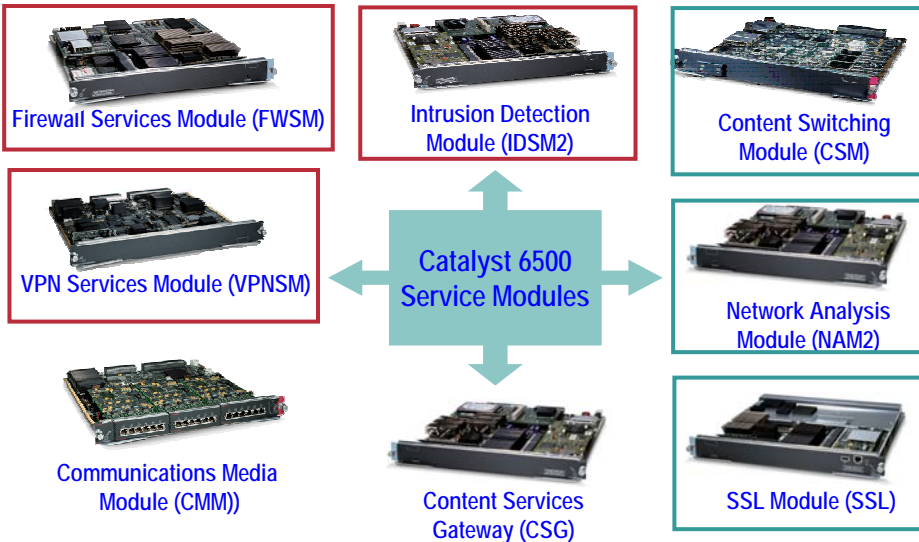 Firewall Services Module (FWSM)
Intrusion Detection
Module (IDSM2)
Content Switching
Module (CSM)
VPN Services Module (VPNSM)
Catalyst 6500
Service Modules
Network Analysis
Module (NAM2)
Communications Media
Module (CMM))
Content Services
Gateway (CSG)
SSL Module (SSL)